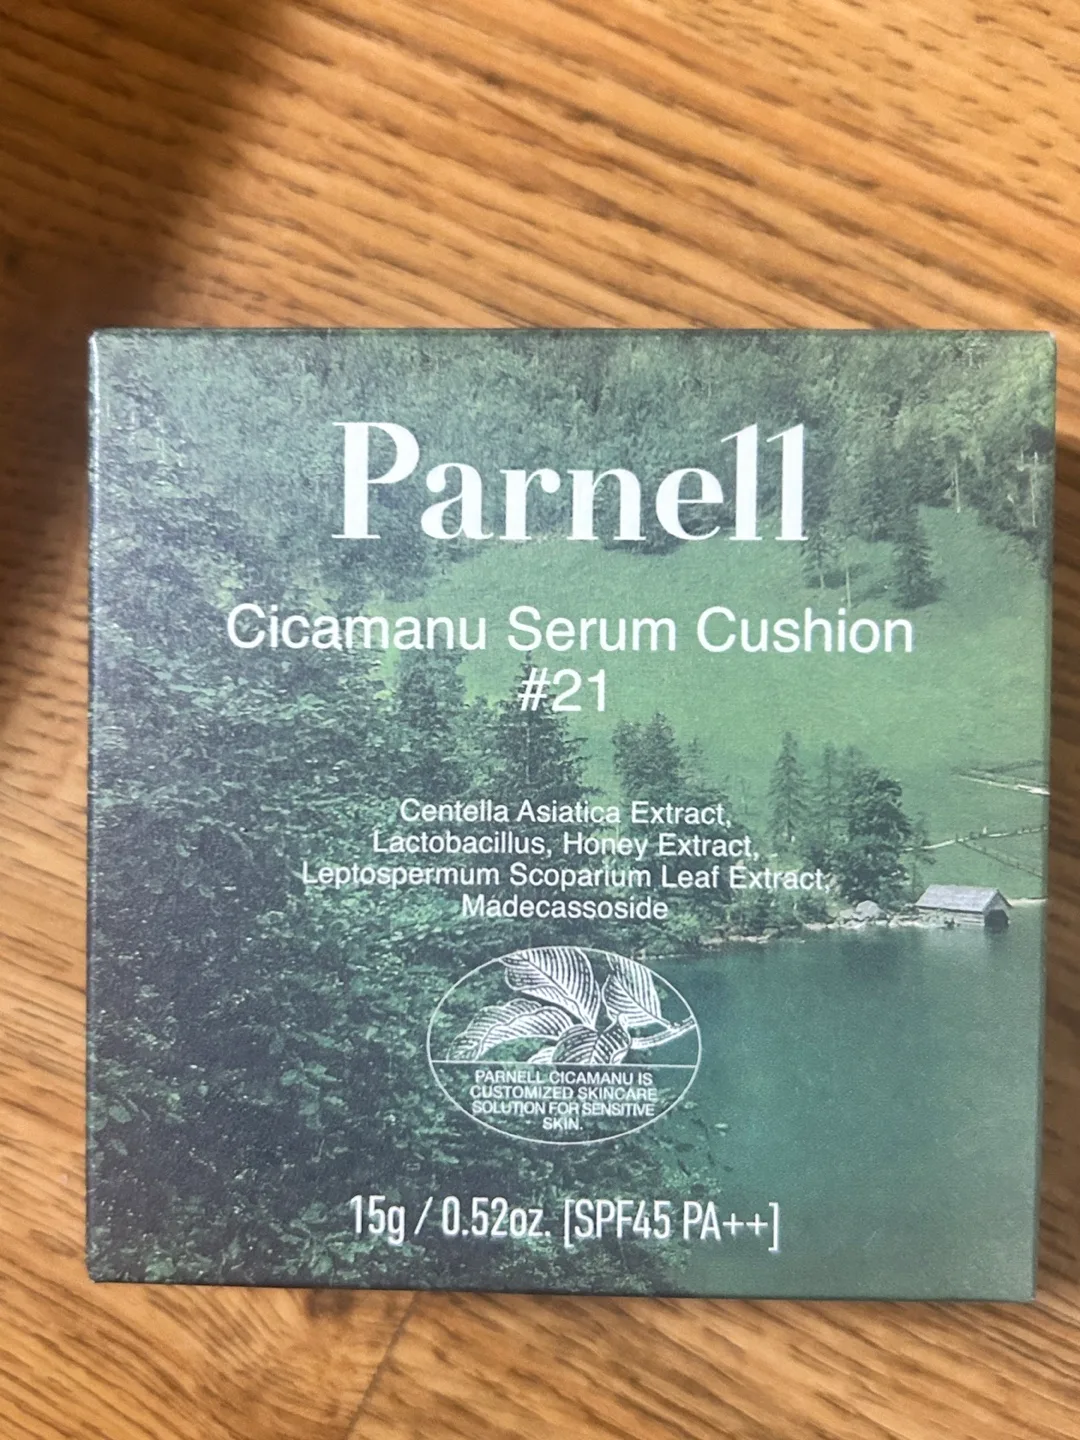 Parnell
Cicamanu Serum Cushion
#21
Centella Asiatica Extract,
Lactobacillus, Honey Extract,
Leptospermum Scoparium Leaf Extract,
Madecassoside
PARNELL CICAMANU IS
CUSTOMIZED SKINCARE
SOLUTION FOR SENSITIVE
SKIN.
15g / 0.52oz. [SPF45 PA++]